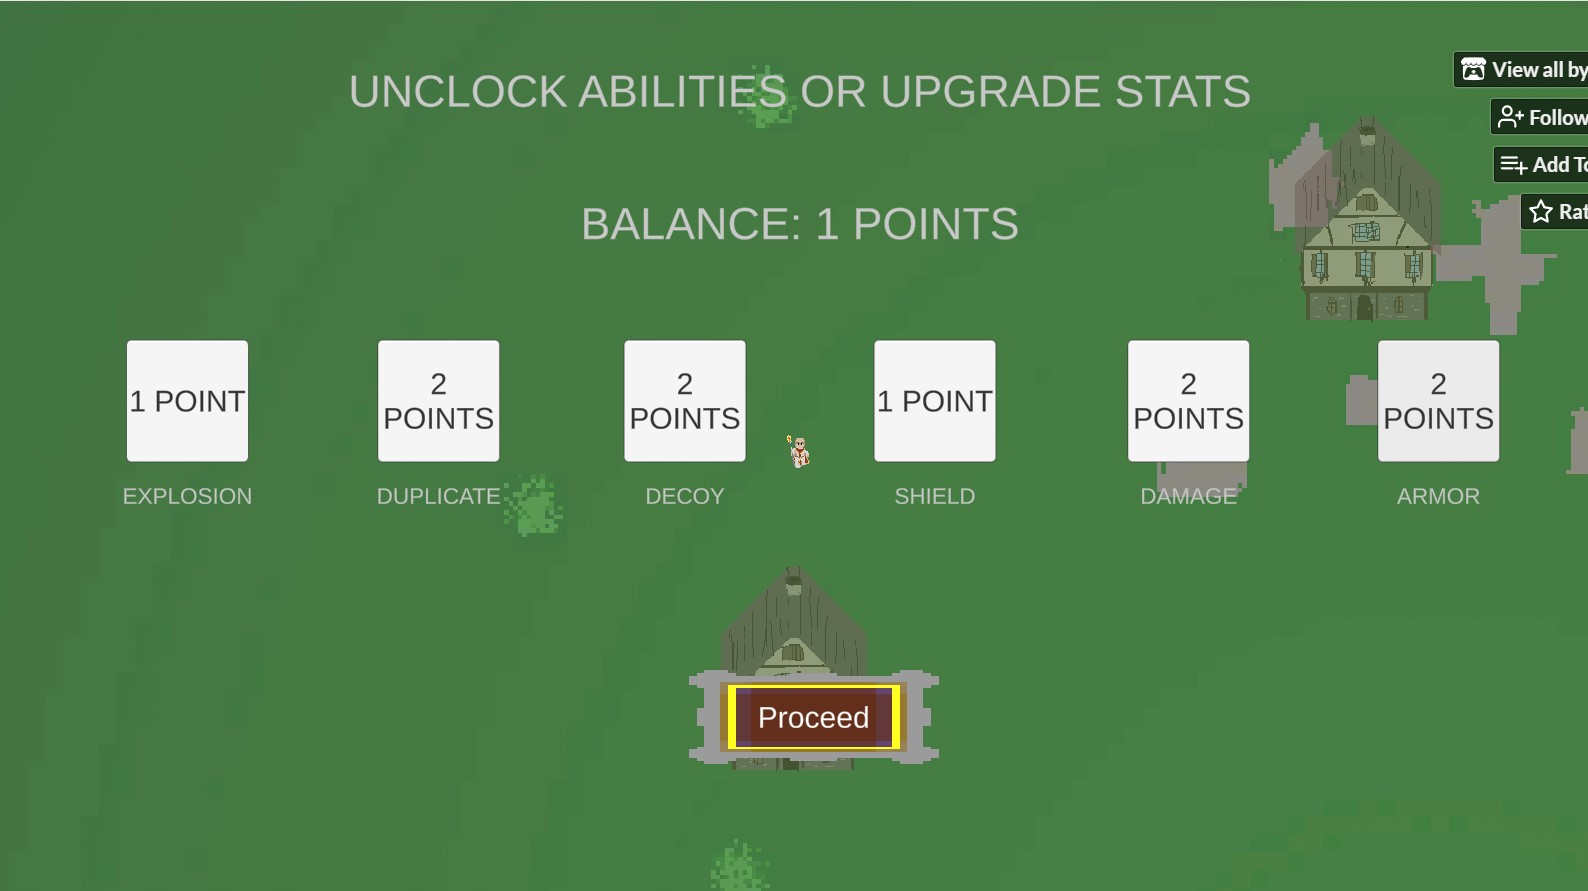 UNCLOCK ABILITIES OR UPGRADE STATS
View all by
Follow
Add To
Rat
BALANCE: 1 POINTS
1 POINT
2
POINTS
2
POINTS
1 POINT
2
POINTS
2
POINTS
EXPLOSION
DUPLICATE
DECOY
SHIELD
DAMAGE
ARMOR
Proceed